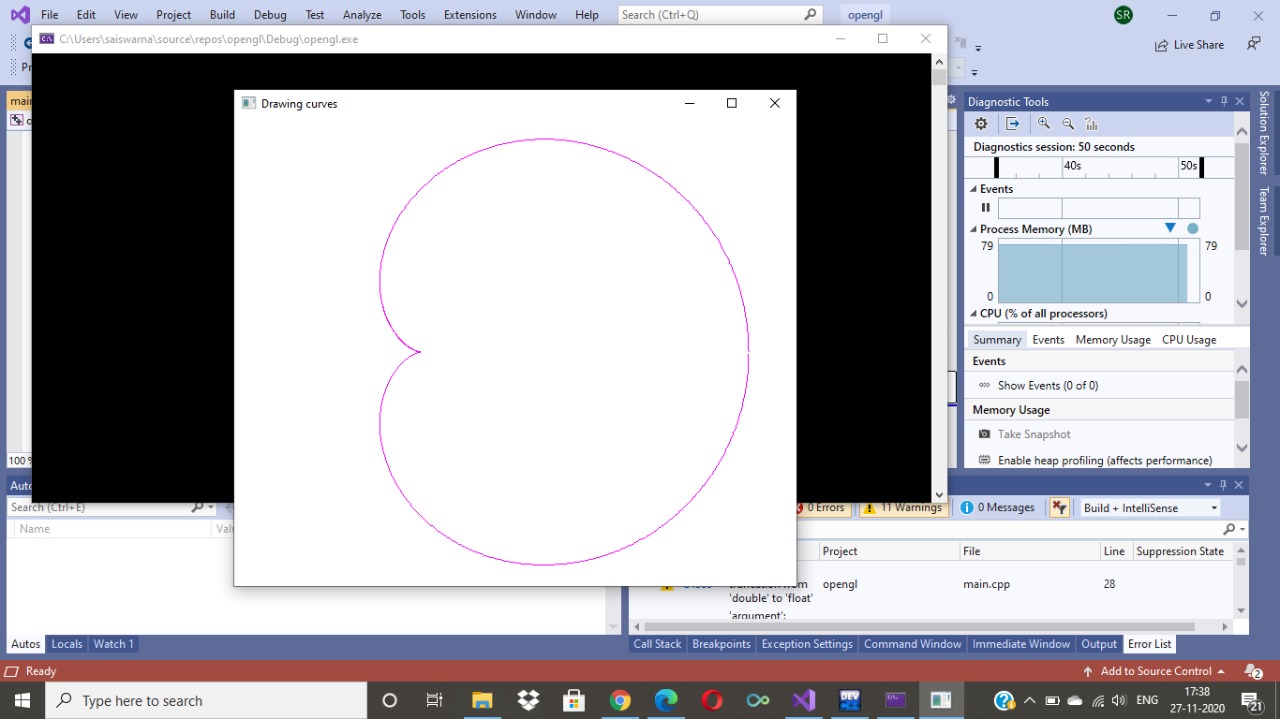 File Edit View Project Build Debug Test Analyze Tools Extensions Window Help Search (Ctrl+Q) opengl SR
C:\Users\saiswarna\source\repos\opengl\Debug\opengl.exe
Live Share
Drawing curves
Diagnostic Tools
Diagnostics session: 50 seconds
40s 50s
Events
Process Memory (MB)
79 79
0 0
CPU (% of all processors)
Summary Events Memory Usage CPU Usage
Events
Show Events (0 of 0)
Memory Usage
Take Snapshot
Enable heap profiling (affects performance)
Solution Explorer
Team Explorer
100 %
Search (Ctrl+E)
Name
0 Errors 11 Warnings 0 Messages Build + IntelliSense
Project File Line Suppression State
opengl main.cpp 28
'double' to 'float'
'argument':
Autos Locals Watch 1
Call Stack Breakpoints Exception Settings Command Window Immediate Window Output Error List
Ready Add to Source Control 2
Type here to search
DEV
ENG 17:38
27-11-2020 21